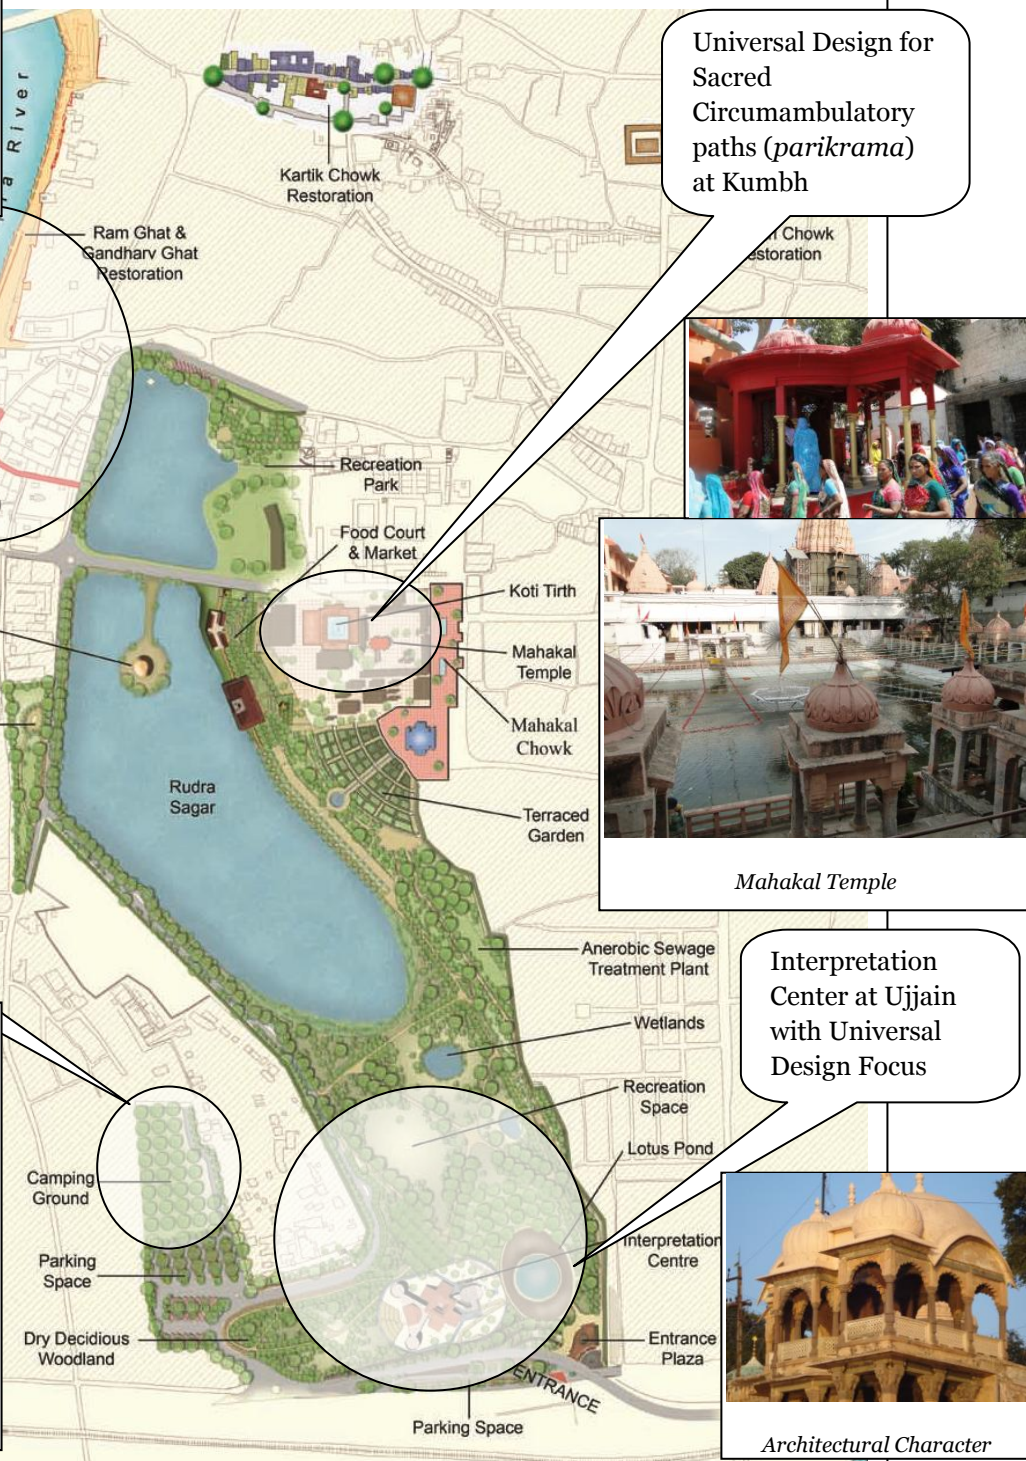 Universal Design for
Sacred
Circumambulatory
paths (parikrama)
at Kumbh
River
Kartik Chowk
Restoration
Ram Ghat &
Gandharv Ghat
Restoration
Chowk
Recreation
Park
Food Court
& Market
Koti Tirth
Mahakal
Temple
Mahakal
Chowk
Rudra
Sagar
Terraced
Garden
Mahakal Temple
Anerobic Sewage
Treatment Plant
Interpretation
Center at Ujjain
with Universal
Design Focus
Wetlands
Recreation
Space
Lotus Pond
Camping
Ground
Interpretation
Centre
Parking
Space
Dry Decidious
Woodland
Entrance
Plaza
ENTRANCE
Parking Space
Architectural Character